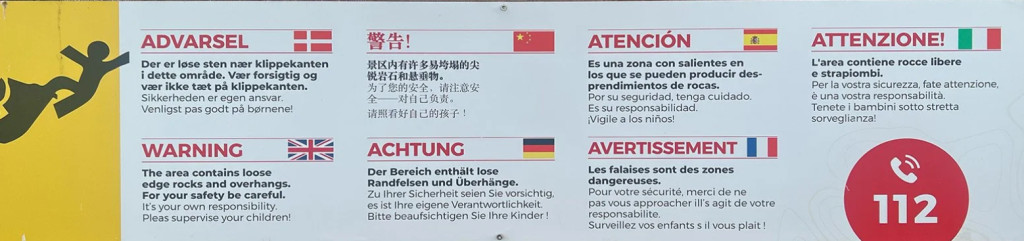 ADVARSEL
Der er løse sten nær klippekanten
i dette område. Vær forsigtig og
vær ikke tæt på klippekanten.
Sikkerheden er egen ansvar.
Venligst pas godt på børnene!
警告!
景区内有许多易垮塌的尖
锐岩石和悬垂物。
为了您的安全，请注意安
全——对自己负责。
请照看好自己的孩子！
ATENCIÓN
Es una zona con salientes en
los que se pueden producir des-
prendimientos de rocas.
Por su seguridad, tenga cuidado.
Es su responsabilidad.
¡Vigile a los niños!
ATTENZIONE!
L'area contiene rocce libere
e strapiombi.
Per la vostra sicurezza, fate attenzione,
è una vostra responsabilità.
Tenete i bambini sotto stretta
sorveglianza!
WARNING
The area contains loose
edge rocks and overhangs.
For your safety be careful.
It's your own responsibility.
Pleas supervise your children!
ACHTUNG
Der Bereich enthält lose
Randfelsen und Überhänge.
Zu Ihrer Sicherheit seien Sie vorsichtig,
es ist Ihre eigene Verantwortlichkeit.
Bitte beaufsichtigen Sie Ihre Kinder !
AVERTISSEMENT
Les falaises sont des zones
dangereuses.
Pour votre sécurité, merci de ne
pas vous approcher ill's agit de votre
responsabilite.
Surveillez vos enfants s il vous plait !
112